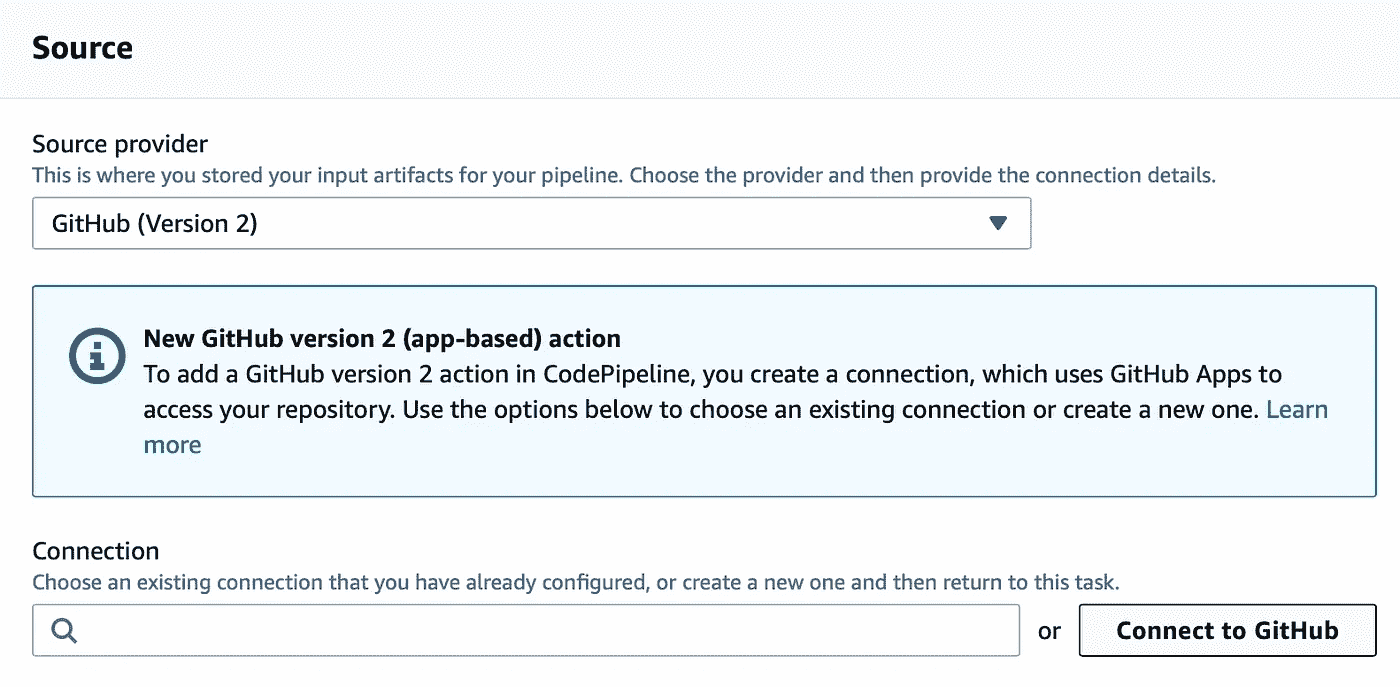 Source
Source provider
This is where you stored your input artifacts for your pipeline. Choose the provider and then provide the connection details.
GitHub (Version 2)
New GitHub version 2 (app-based) action
To add a GitHub version 2 action in CodePipeline, you create a connection, which uses GitHub Apps to
access your repository. Use the options below to choose an existing connection or create a new one. Learn
more
Connection
Choose an existing connection that you have already configured, or create a new one and then return to this task.
or
Connect to GitHub